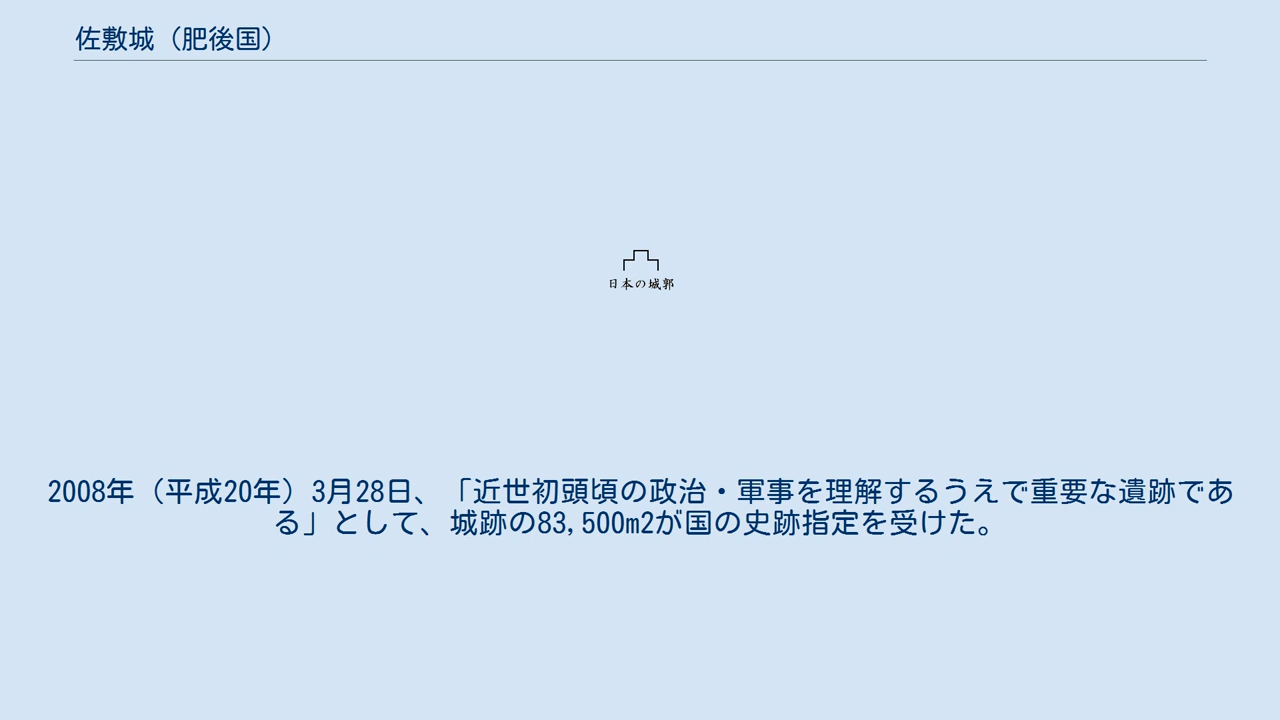 佐敷城（肥後国）
日本の城郭
2008年（平成20年）3月28日、「近世初頭頃の政治・軍事を理解するうえで重要な遺跡であ
る」として、城跡の83,500m2が国の史跡指定を受けた。